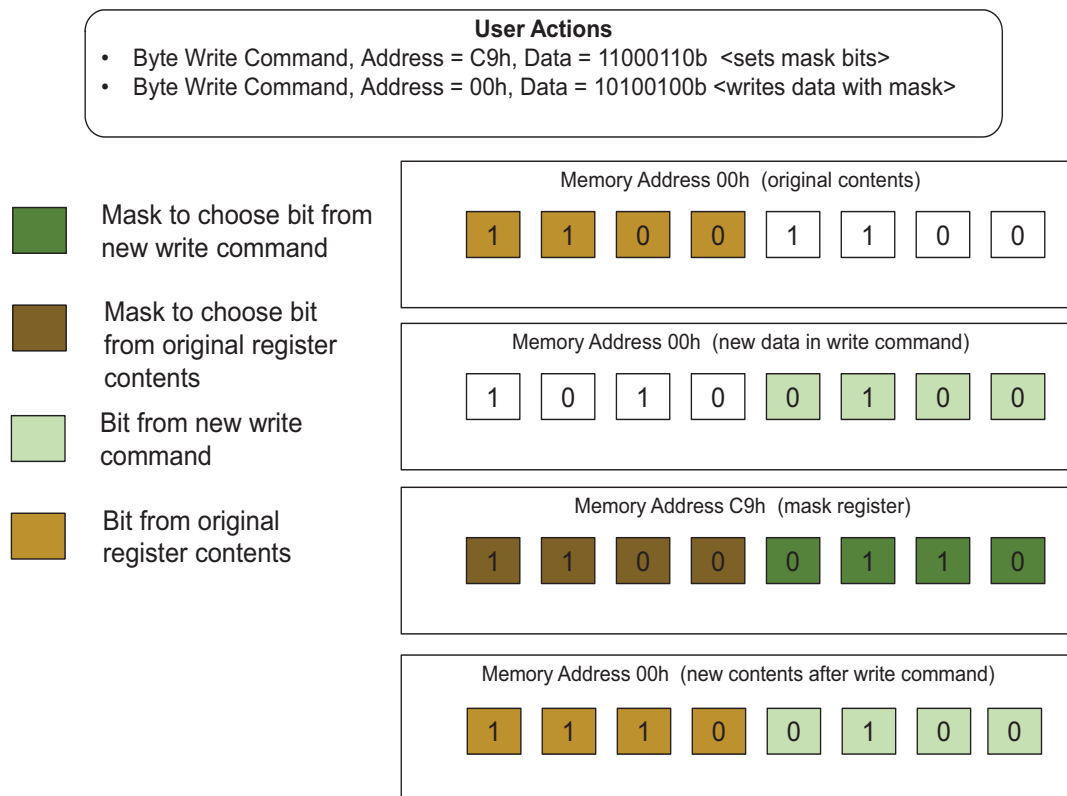 User Actions
• Byte Write Command, Address = C9h, Data = 11000110b <sets mask bits>
• Byte Write Command, Address = 00h, Data = 10100100b <writes data with mask>
Mask to choose bit from
new write command
Mask to choose bit
from original register
contents
Bit from new write
command
Bit from original
register contents
Memory Address 00h (original contents)
1 1 0 0 1 1 0 0
Memory Address 00h (new data in write command)
1 0 1 0 0 1 0 0
Memory Address C9h (mask register)
1 1 0 0 0 1 1 0
Memory Address 00h (new contents after write command)
1 1 1 0 0 1 0 0